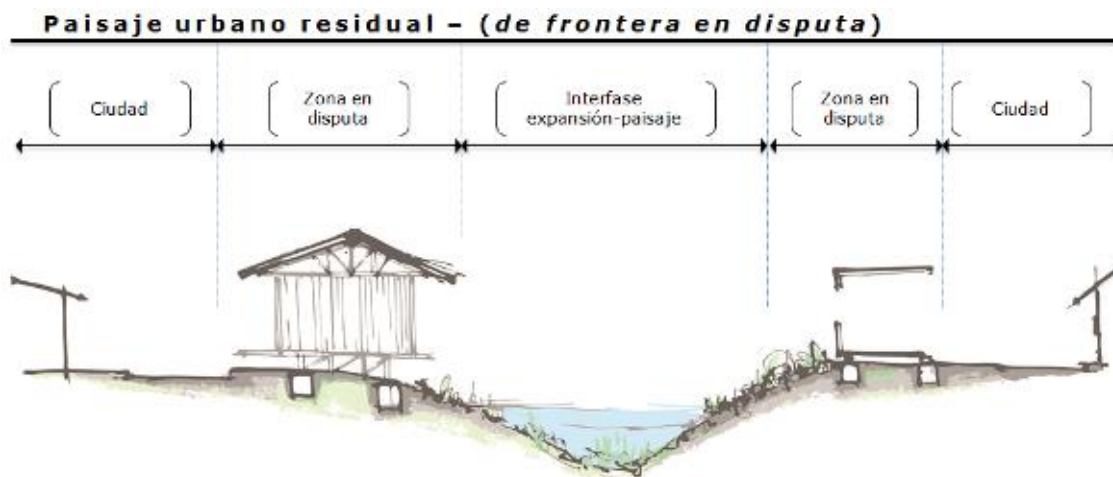 Paisaje urbano residual – (de frontera en disputa)
Ciudad
Zona en
disputa
Interfase
expansión-paisaje
Zona en
disputa
Ciudad